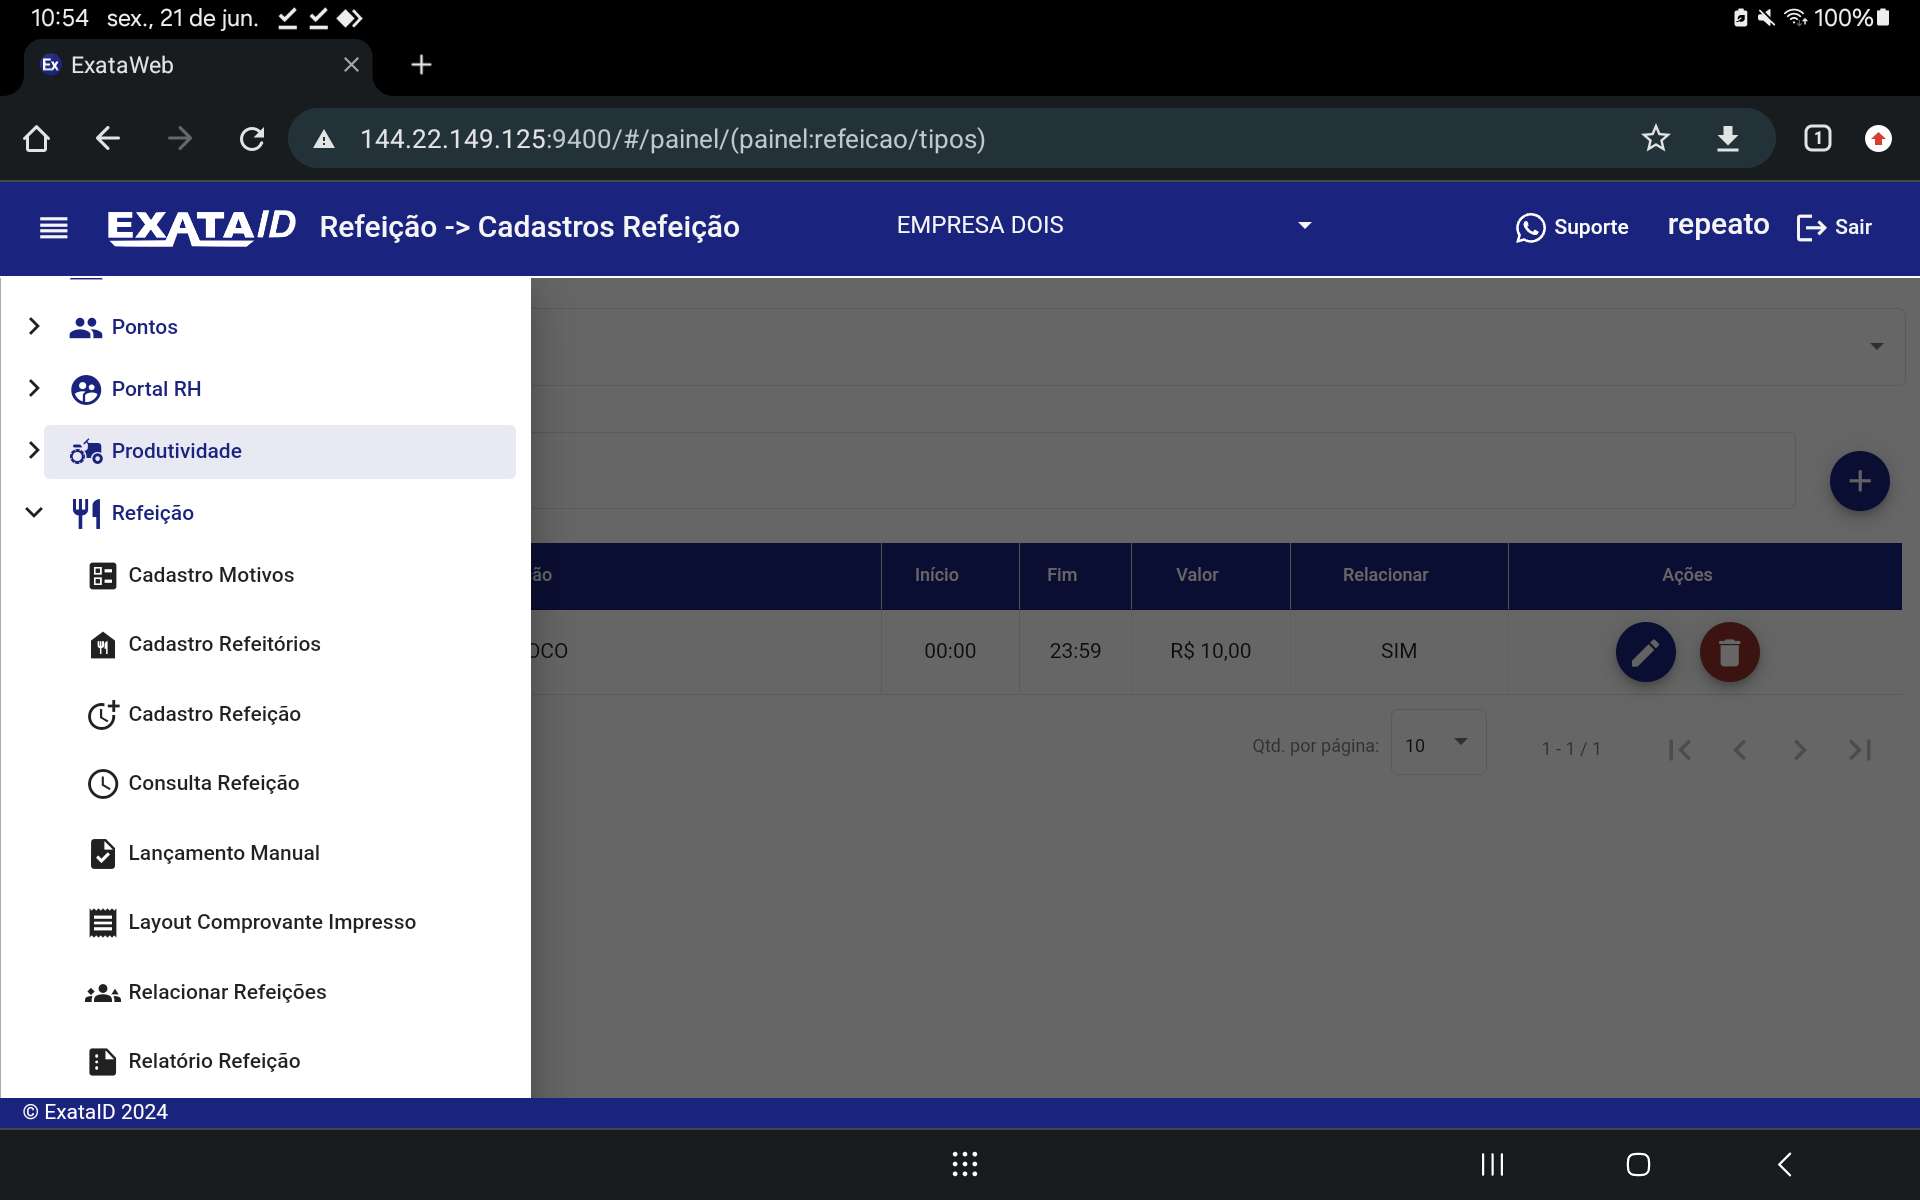 10:54 sex., 21 de jun. 100%
Ex ExataWeb
144.22.149.125:9400/#/painel/(painel:refeicao/tipos) 1
EXATAID Refeição -> Cadastros Refeição EMPRESA DOIS Suporte repeato Sair
Pontos
Portal RH
Produtividade
Refeição
Cadastro Motivos
Cadastro Refeitórios
Cadastro Refeição
Consulta Refeição
Lançamento Manual
Layout Comprovante Impresso
Relacionar Refeições
Relatório Refeição
ão Início Fim Valor Relacionar Ações
OCO 00:00 23:59 R$ 10,00 SIM
Qtd. por página: 10 1 - 1 / 1
© ExataID 2024